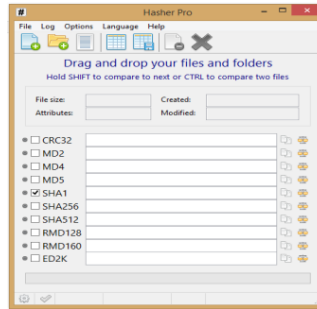 # Hasher Pro
File Log Options Language Help
Drag and drop your files and folders
Hold SHIFT to compare to next or CTRL to compare two files
File size: Created:
Attributes: Modified:
CRC32
MD2
MD4
MD5
SHA1
SHA256
SHA512
RMD128
RMD160
ED2K